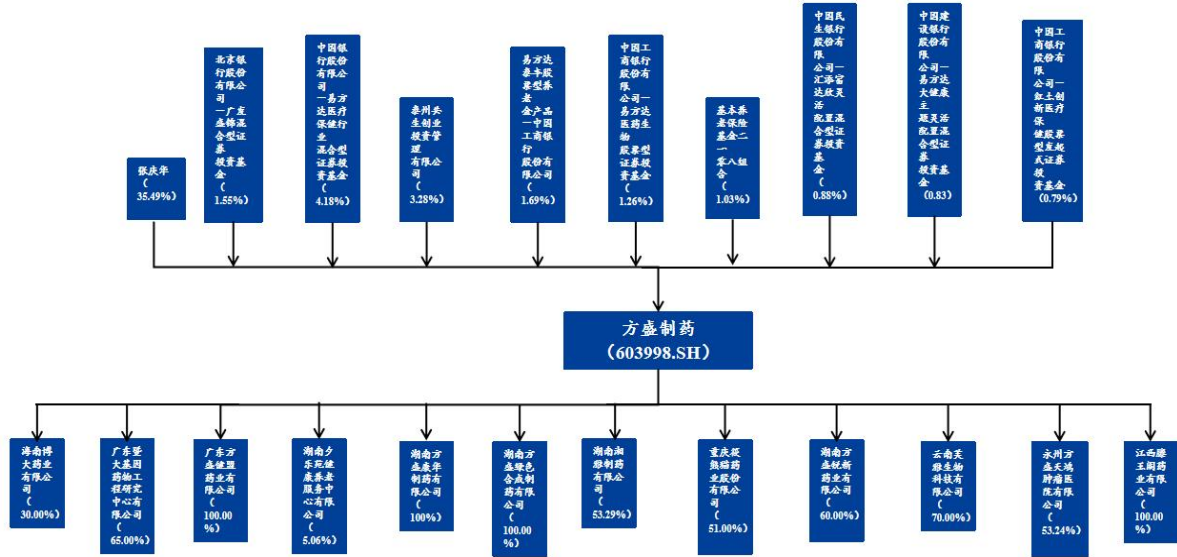 张庆华
（
35.49%）
北京银
行股份有
限公司
—广发
盛锦混
合型证
券
投资基
金（
1.55%）
中国银
行股份
有限公
司
—易方
达医疗
保健行
业
混合型
证券投
资基金
（
4.18%）
泰州共
生创业
投资管
理
有限公
司（
3.28%）
易方达
泰丰股
票型养
老
金产品
—中国
工商银
行
股份有
限公司（
1.69%）
中国工
商银行
股份有
限
公司—
易方达
医药生
物
股票型
证券投
资基金
（
1.26%）
基本养
老保险
基金二一
零八组
合（
1.03%）
中国民
生银行
股份有
限
公司—
汇添富
达欣灵
活
配置混
合型证
券投资
基
金（
0.88%）
中国建
设银行
股份有
限
公司—
易方达
大健康
主
题灵活
配置混
合型证
券
投资基
金
（0.83）
中国工
商银行
股份有
限
公司—
红土创
新医疗
保
健股票
型发起
式证券
投
资基金
（0.79%）
方盛制药
（603998.SH）
海南博
大药业
有限公
司
（
30.00%）
广东暨
大基因
药物工
程研究
中心有
限公司
（
65.00%）
广东方
盛健盟
药业有
限公司
（
100.00
%）
湖南夕
乐苑健
康养老
服务中
心有限
公司
（
5.06%）
湖南方
盛康华
制药有
限公司
（
100%）
湖南方
盛绿色
合成制
药有限
公司
（
100.00
%）
湖南湘
雅制药
有限公
司
（
53.29%）
重庆筱
熊猫药
业股份
有限公
司
（
51.00%）
湖南方
盛锐新
药业有
限公司
（
60.00%）
云南芙
雅生物
科技有
限公司
（
70.00%）
永州方
盛天鸿
肿瘤医
院有限
公司
（
53.24%）
江西滕
王阁药
业有限
公司
（
100.00
%）